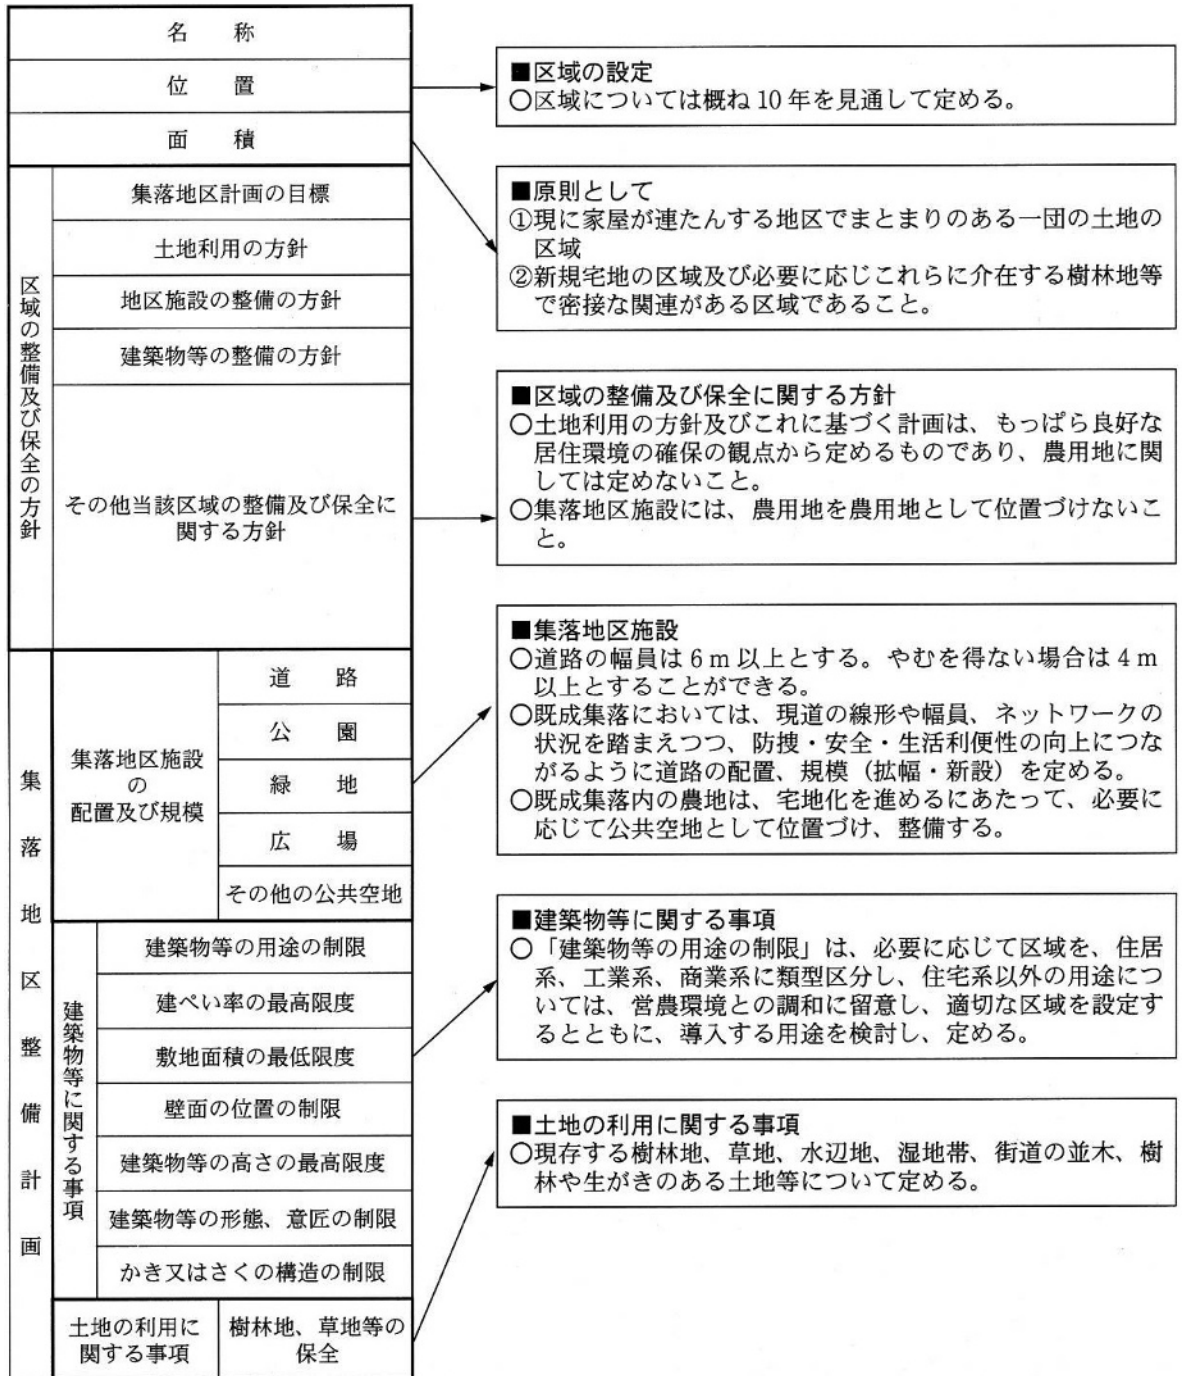 名　称
位　置
面　積
区域の整備及び保全の方針
集落地区計画の目標
土地利用の方針
地区施設の整備の方針
建築物等の整備の方針
その他当該区域の整備及び保全に
関する方針
集落地区整備計画
集落地区施設
の
配置及び規模
道　路
公　園
緑　地
広　場
その他の公共空地
建築物等に関する事項
建築物等の用途の制限
建ぺい率の最高限度
敷地面積の最低限度
壁面の位置の制限
建築物等の高さの最高限度
建築物等の形態、意匠の制限
かき又はさくの構造の制限
土地の利用に
関する事項
樹林地、草地等の
保全
■区域の設定
○区域については概ね10年を見通して定める。
■原則として
①現に家屋が連たんする地区でまとまりのある一団の土地の
区域
②新規宅地の区域及び必要に応じこれらに介在する樹林地等
で密接な関連がある区域であること。
■区域の整備及び保全に関する方針
○土地利用の方針及びこれに基づく計画は、もっぱら良好な
居住環境の確保の観点から定めるものであり、農用地に関
しては定めないこと。
○集落地区施設には、農用地を農用地として位置づけないこ
と。
■集落地区施設
○道路の幅員は6m以上とする。やむを得ない場合は4m
以上とすることができる。
○既成集落においては、現道の線形や幅員、ネットワークの
状況を踏まえつつ、防捜・安全・生活利便性の向上につな
がるように道路の配置、規模（拡幅・新設）を定める。
○既成集落内の農地は、宅地化を進めるにあたって、必要に
応じて公共空地として位置づけ、整備する。
■建築物等に関する事項
○「建築物等の用途の制限」は、必要に応じて区域を、住居
系、工業系、商業系に類型区分し、住宅系以外の用途につ
いては、営農環境との調和に留意し、適切な区域を設定す
るとともに、導入する用途を検討し、定める。
■土地の利用に関する事項
○現存する樹林地、草地、水辺地、湿地帯、街道の並木、樹
林や生がきのある土地等について定める。